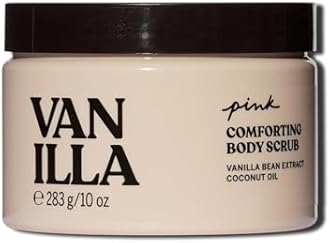 VAN
ILLA
℮ 283 g/10 oz
pink
COMFORTING
BODY SCRUB
VANILLA BEAN EXTRACT
COCONUT OIL